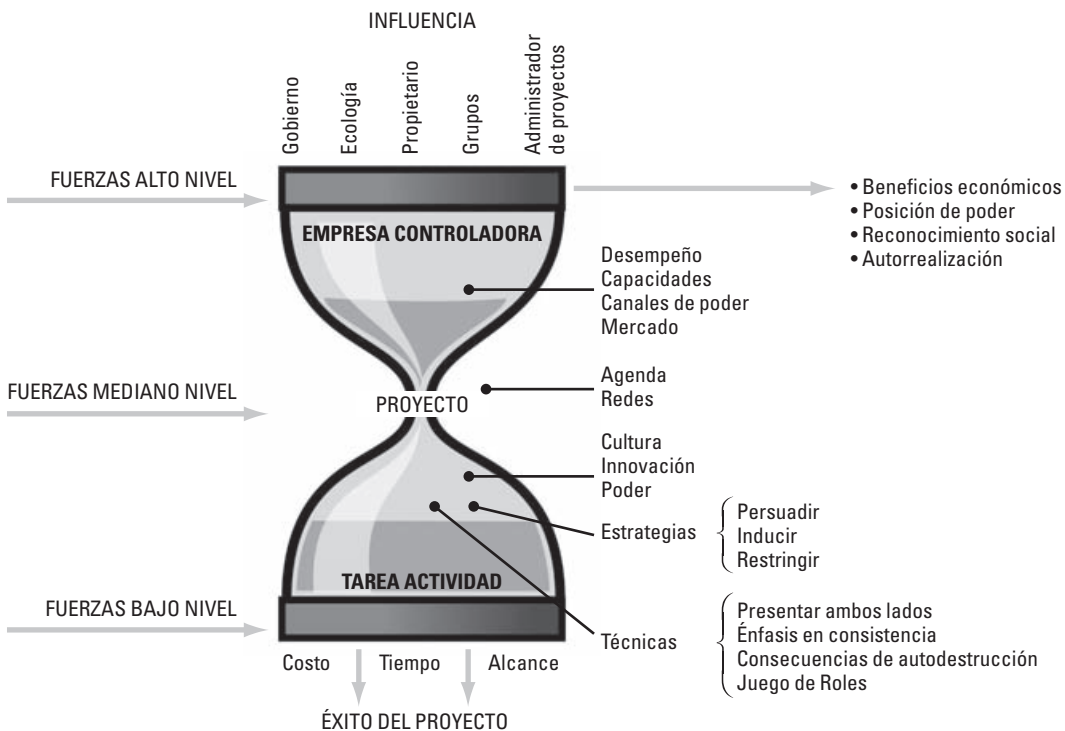 INFLUENCIA
Gobierno
Ecología
Propietario
Grupos
Administrador
de proyectos
FUERZAS ALTO NIVEL
• Beneficios económicos
• Posición de poder
• Reconocimiento social
• Autorrealización
EMPRESA CONTROLADORA
Desempeño
Capacidades
Canales de poder
Mercado
FUERZAS MEDIANO NIVEL
PROYECTO
Agenda
Redes
Cultura
Innovación
Poder
Estrategias
Persuadir
Inducir
Restringir
TAREA ACTIVIDAD
FUERZAS BAJO NIVEL
Técnicas
Presentar ambos lados
Énfasis en consistencia
Consecuencias de autodestrucción
Juego de Roles
Costo
Tiempo
Alcance
ÉXITO DEL PROYECTO